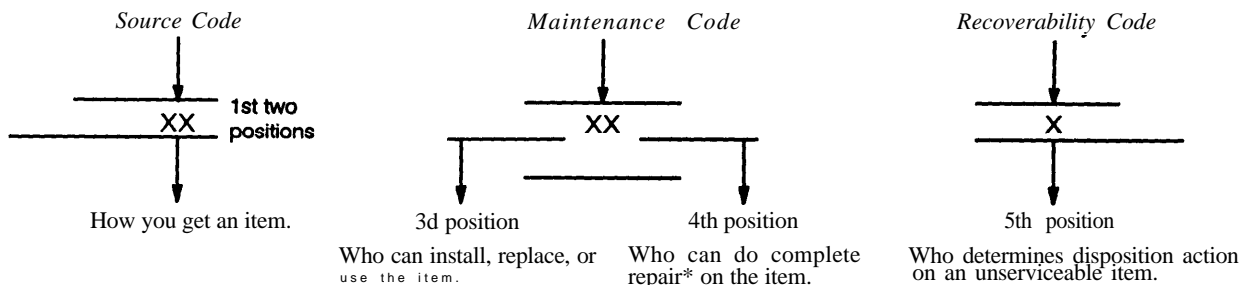 Source Code
Maintenance Code
Recoverability Code
XX
1st two
positions
XX
X
How you get an item.
3d position
4th position
5th position
Who can install, replace, or
use the item.
Who can do complete
repair* on the item.
Who determines disposition action
on an unserviceable item.